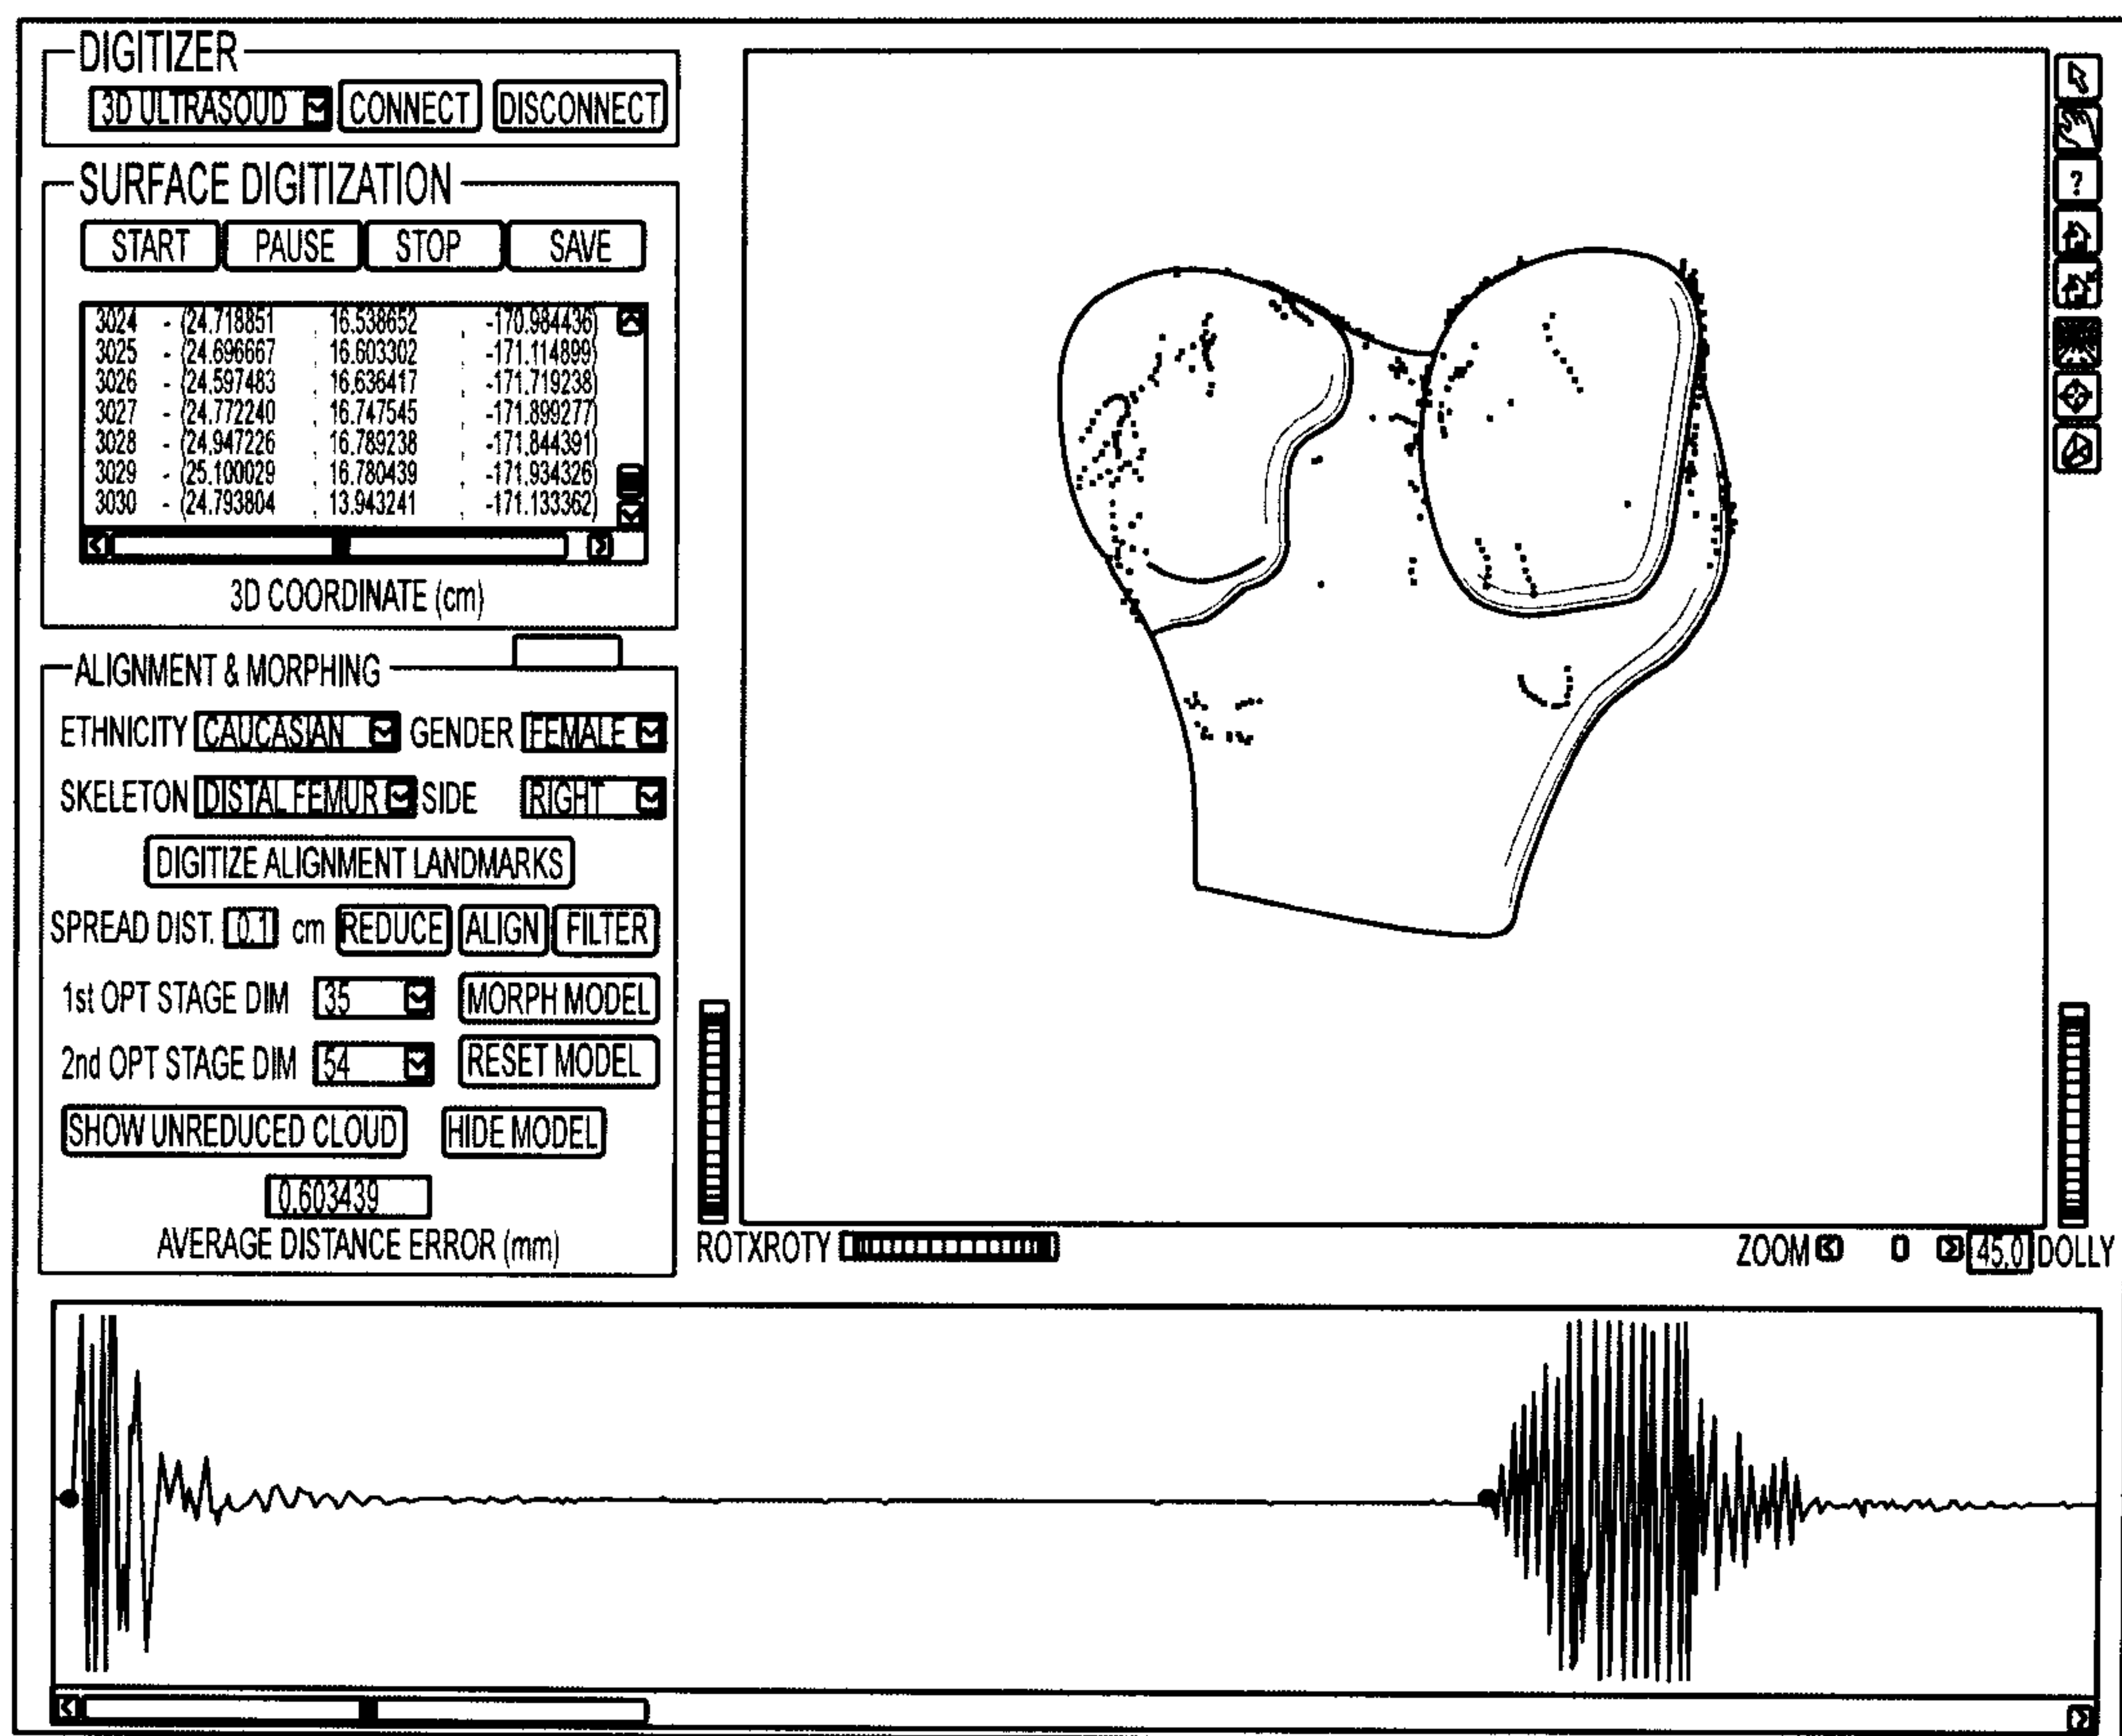 DIGITIZER
3D ULTRASOUD CONNECT DISCONNECT
SURFACE DIGITIZATION
START PAUSE STOP SAVE
3024 - (24.718851 , 16.538652 , -170.984436)
3025 - (24.696667 , 16.603302 , -171.114899)
3026 - (24.597483 , 16.636417 , -171.719238)
3027 - (24.772240 , 16.747545 , -171.899277)
3028 - (24.947226 , 16.789238 , -171.844391)
3029 - (25.100029 , 16.780439 , -171.934326)
3030 - (24.793804 , 13.943241 , -171.133362)
3D COORDINATE (cm)
ALIGNMENT & MORPHING
ETHNICITY CAUCASIAN GENDER FEMALE
SKELETON DISTAL FEMUR SIDE RIGHT
DIGITIZE ALIGNMENT LANDMARKS
SPREAD DIST. 0.1 cm REDUCE ALIGN FILTER
1st OPT STAGE DIM 35 MORPH MODEL
2nd OPT STAGE DIM 54 RESET MODEL
SHOW UNREDUCED CLOUD HIDE MODEL
0.603439
AVERAGE DISTANCE ERROR (mm)
?
ROTXROTY ZOOM 45.0 DOLLY